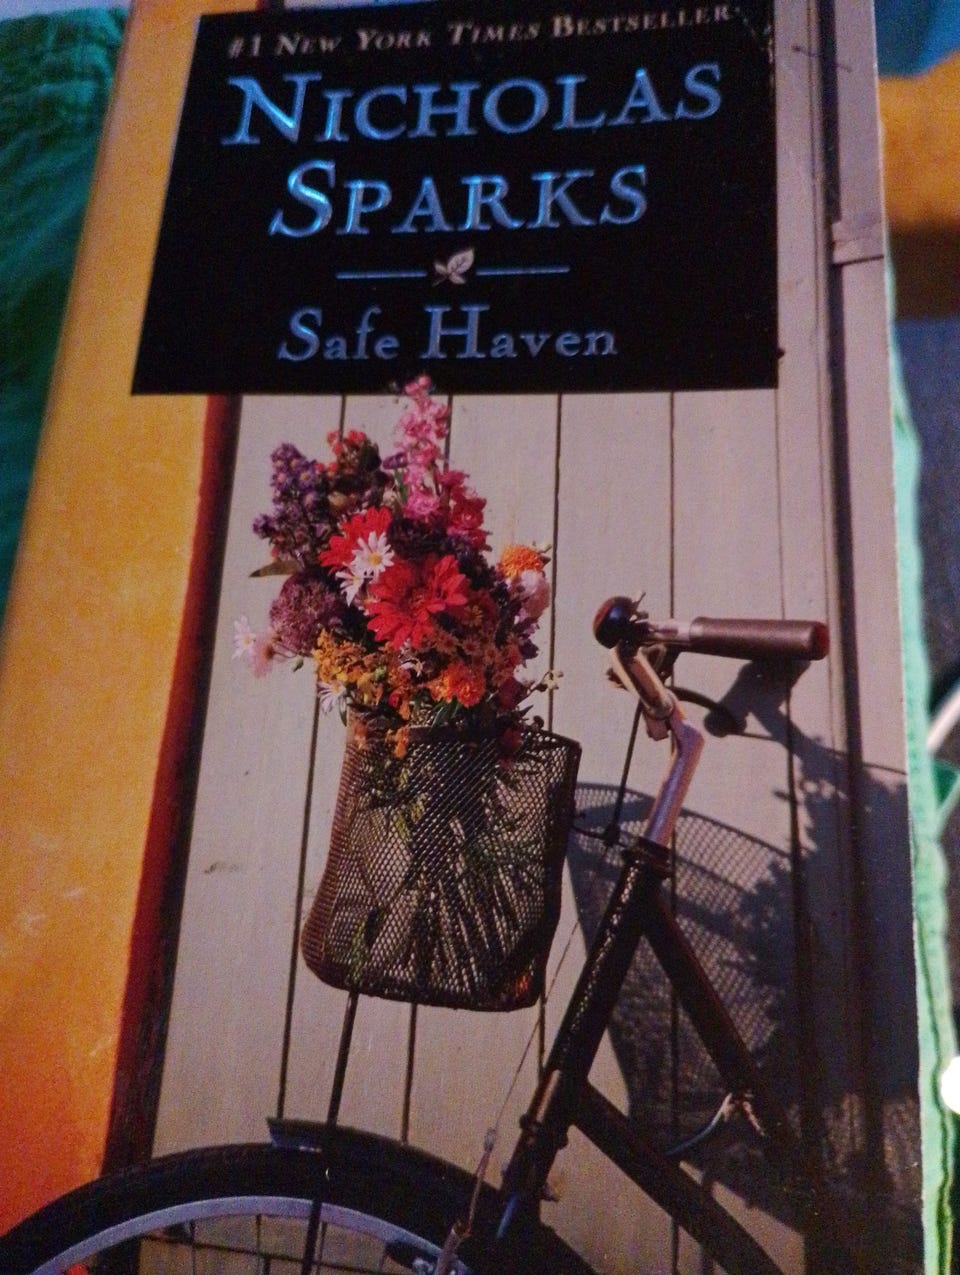 #1 New York Times Bestseller
Nicholas
Sparks
Safe Haven